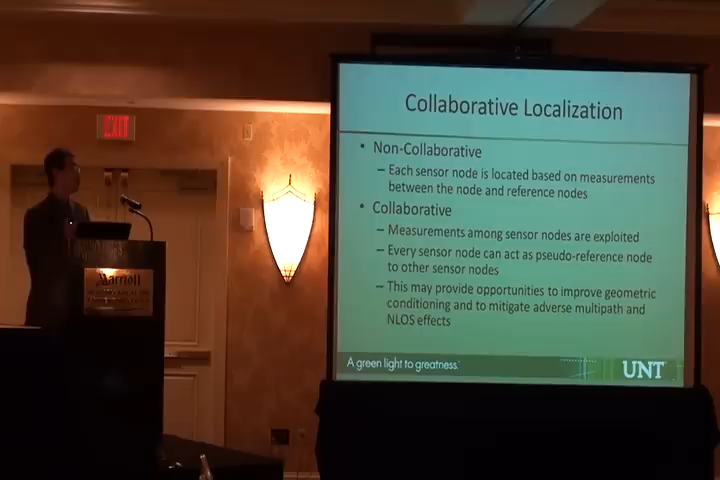 EXIT
Marriott
Collaborative Localization
• Non-Collaborative
– Each sensor node is located based on measurements
between the node and reference nodes
• Collaborative
– Measurements among sensor nodes are exploited
– Every sensor node can act as pseudo-reference node
to other sensor nodes
– This may provide opportunities to improve geometric
conditioning and to mitigate adverse multipath and
NLOS effects
A green light to greatness.
UNT